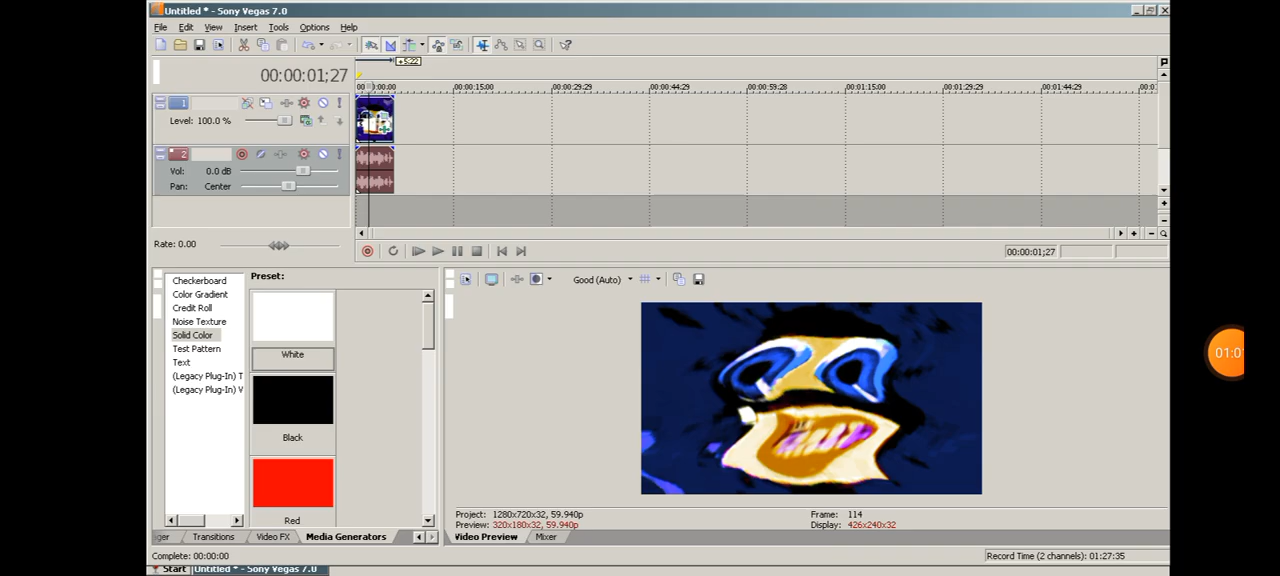 Untitled * - Sony Vegas 7.0
File Edit View Insert Tools Options Help
+5:22
00:00:01;27
00:00:15;00 00:00:29;29 00:00:44;29 00:00:59;28 00:01:15;00 00:01:29;29 00:01:44;29
1
Level: 100.0 %
2
Vol: 0.0 dB
Pan: Center
Rate: 0.00
00:00:01;27
Checkerboard
Color Gradient
Credit Roll
Noise Texture
Solid Color
Test Pattern
Text
(Legacy Plug-In) T
(Legacy Plug-In)
Preset:
White
Black
Red
Good (Auto)
01:0
Project: 1280x720x32, 59.940p
Preview: 320x180x32, 59.940p
Frame: 114
Display: 426x240x32
Transitions Video FX Media Generators
Video Preview Mixer
Complete: 00:00:00
Record Time (2 channels): 01:27:35
Start Untitled * - Sony Vegas 7.0